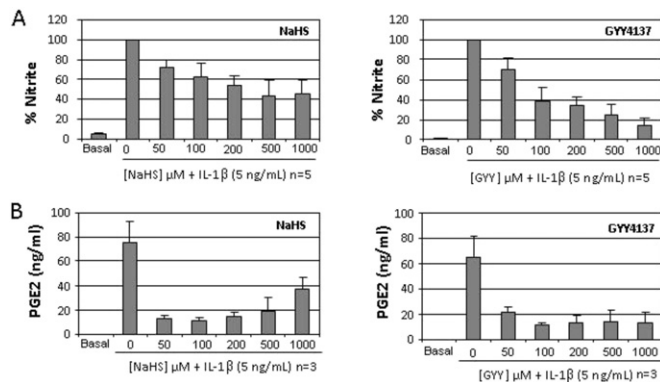 A
NaHS
% Nitrite
120
100
80
60
40
20
0
Basal 0 50 100 200 500 1000
[NaHS] µM + IL-1β (5 ng/mL) n=5
GYY4137
% Nitrite
120
100
80
60
40
20
0
Basal 0 50 100 200 500 1000
[GYY] µM + IL-1β (5 ng/mL) n=5
B
NaHS
PGE2 (ng/ml)
100
80
60
40
20
0
Basal 0 50 100 200 500 1000
[NaHS] µM + IL-1β (5 ng/mL) n=3
GYY4137
PGE2 (ng/ml)
100
80
60
40
20
0
Basal 0 50 100 200 500 1000
[GYY] µM + IL-1β (5 ng/mL) n=3